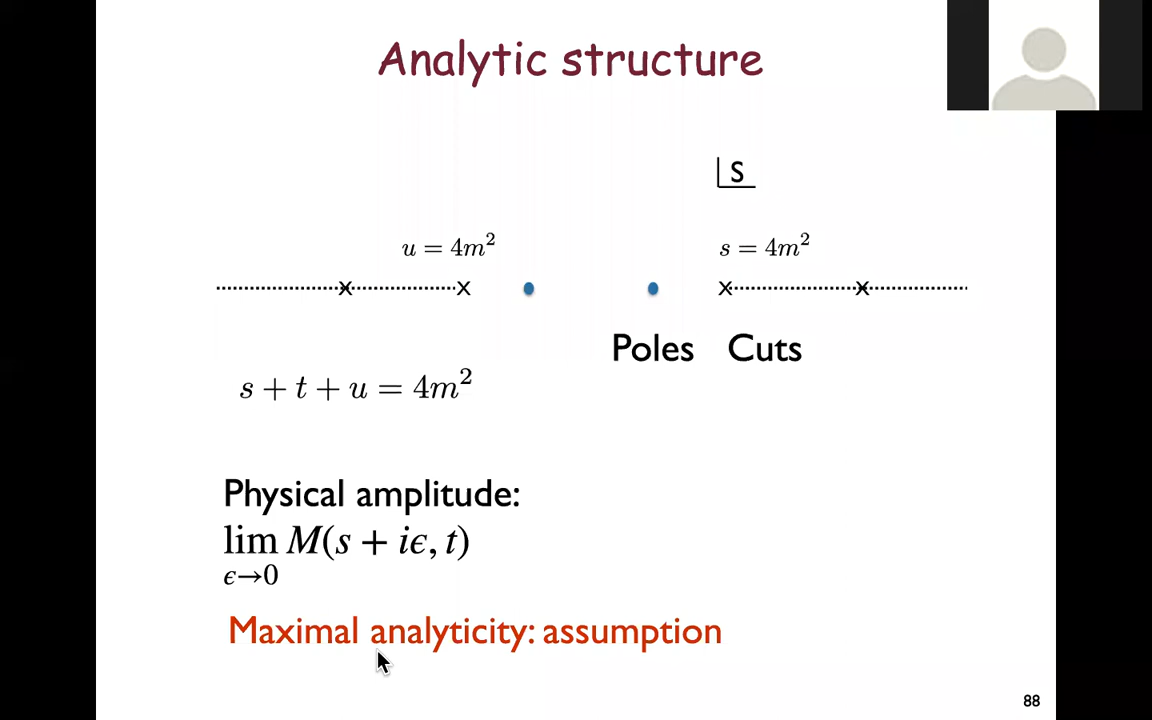 Analytic structure
s
u = 4m²
s = 4m²
x x x x
Poles Cuts
s + t + u = 4m²
Physical amplitude:
lim M(s + iϵ, t)
ϵ→0
Maximal analyticity: assumption
88